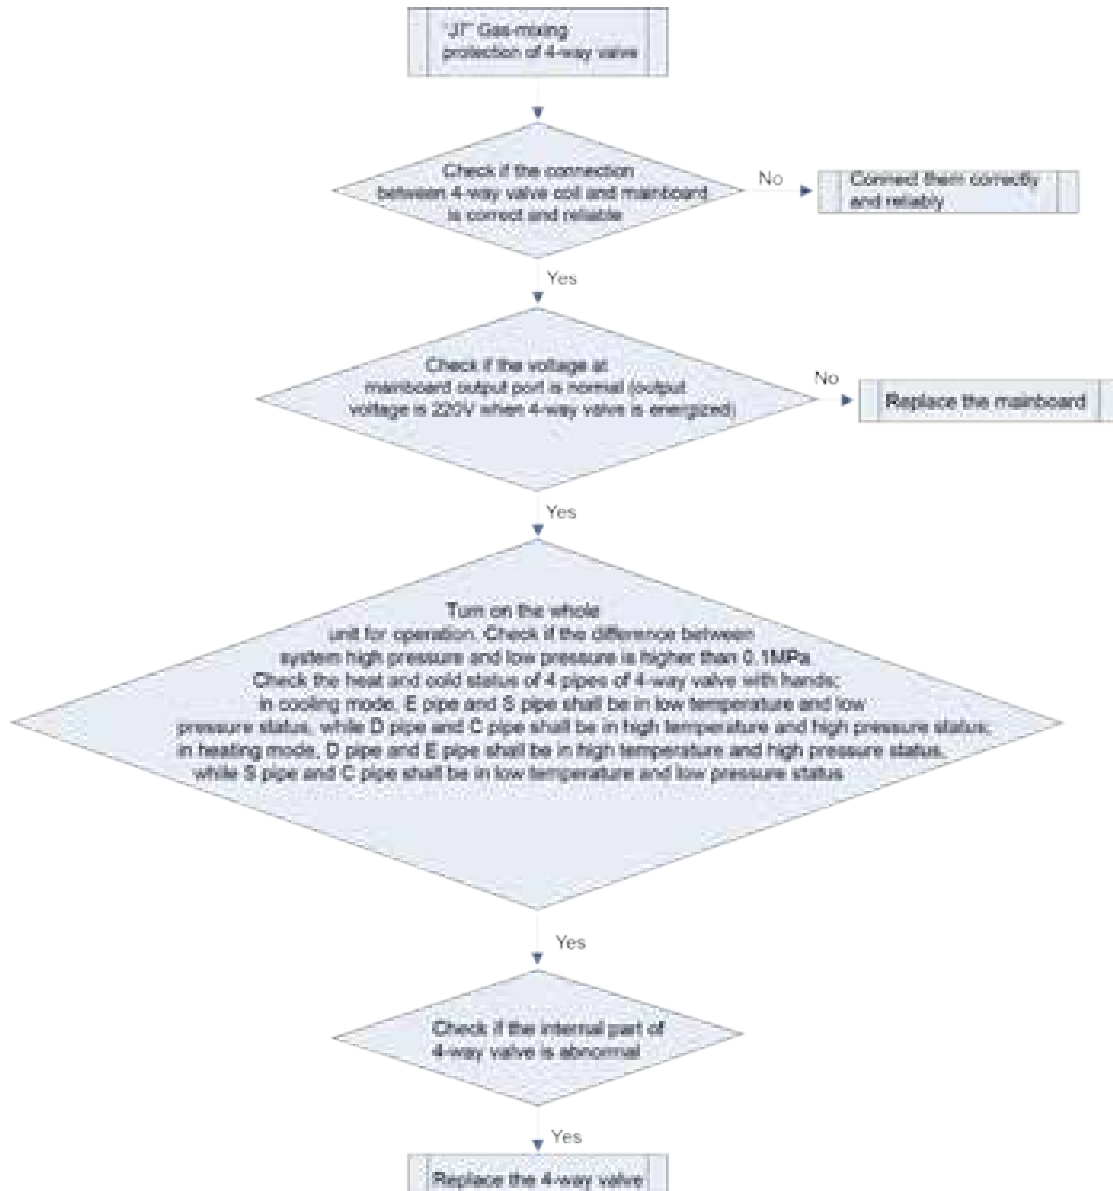 "J7" Gas-mixing
protection of 4-way valve
Check if the connection
between 4-way valve coil and mainboard
is correct and reliable
No
Connect them correctly
and reliably
Yes
Check if the voltage at
mainboard output port is normal (output
voltage is 220V when 4-way valve is energized)
No
Replace the mainboard
Yes
Turn on the whole
unit for operation. Check if the difference between
system high pressure and low pressure is higher than 0.1MPa
Check the heat and cold status of 4 pipes of 4-way valve with hands;
in cooling mode, E pipe and S pipe shall be in low temperature and low
pressure status, while D pipe and C pipe shall be in high temperature and high pressure status;
in heating mode, D pipe and E pipe shall be in high temperature and high pressure status,
while S pipe and C pipe shall be in low temperature and low pressure status
Yes
Check if the internal part of
4-way valve is abnormal
Yes
Replace the 4-way valve